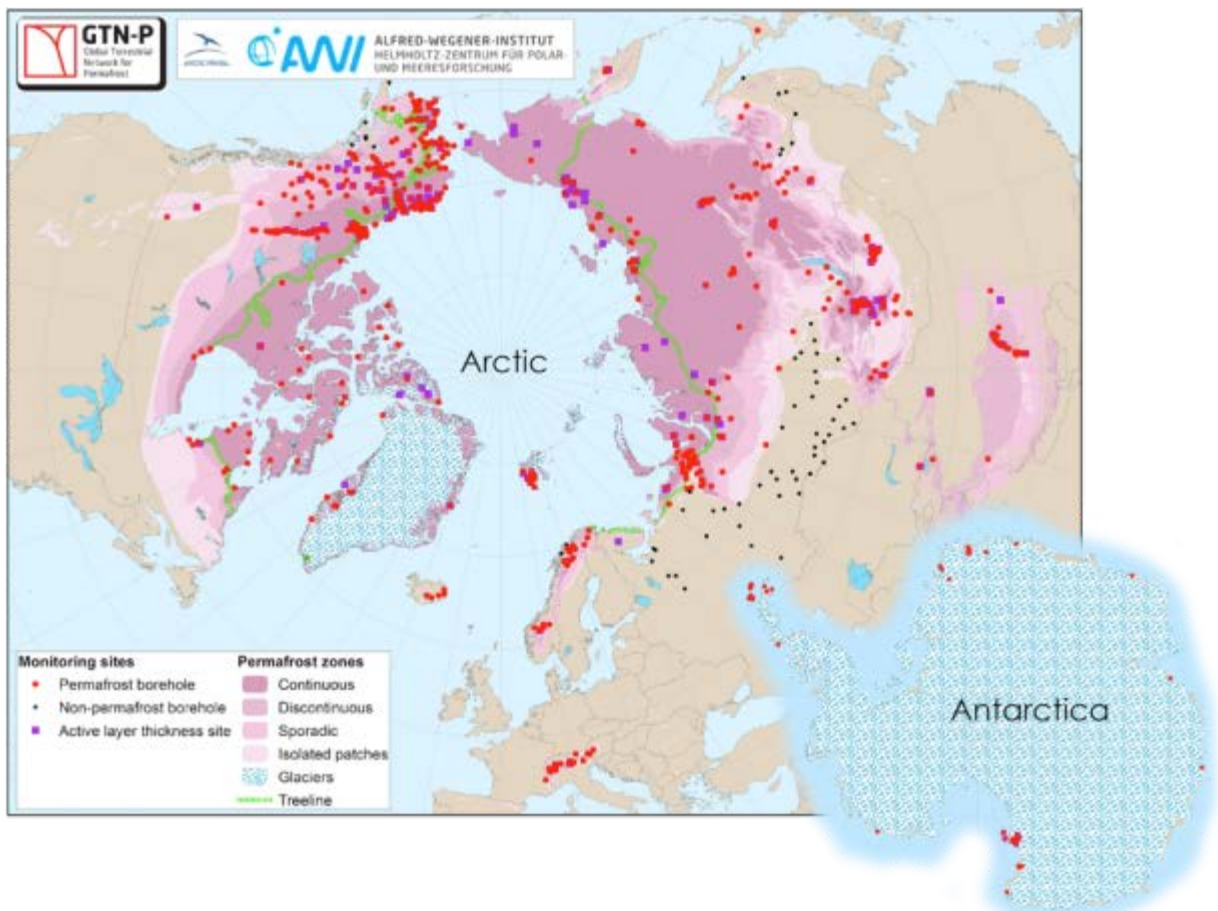 GTN-P
Global Terrestrial
Network for
Permafrost
AWI
ALFRED-WEGENER-INSTITUT
HELMHOLTZ-ZENTRUM FÜR POLAR-
UND MEERESFORSCHUNG
Arctic
Antarctica
Monitoring sites
Permafrost borehole
Non-permafrost borehole
Active layer thickness site
Permafrost zones
Continuous
Discontinuous
Sporadic
Isolated patches
Glaciers
Treeline